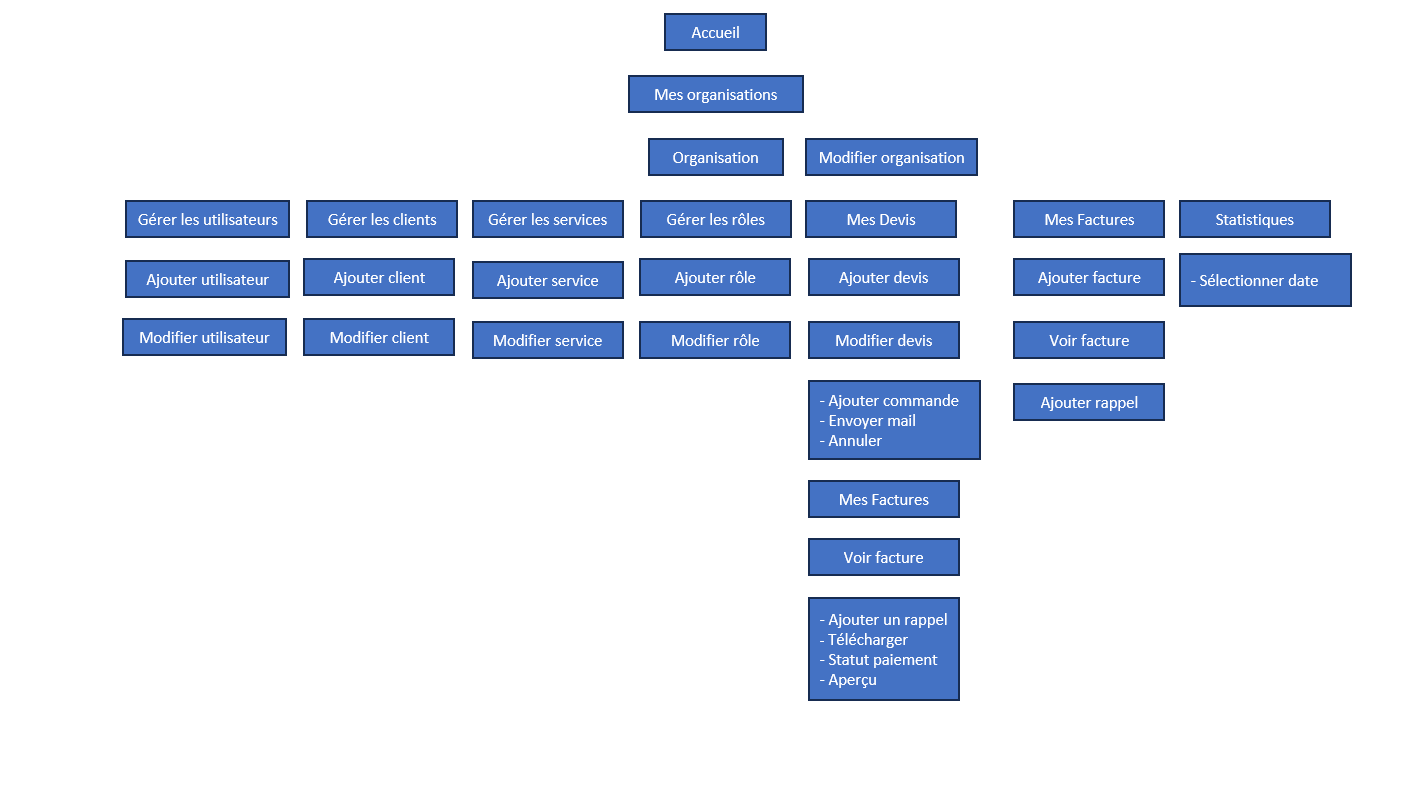 Accueil
Mes organisations
Organisation
Modifier organisation
Gérer les utilisateurs
Gérer les clients
Gérer les services
Gérer les rôles
Mes Devis
Mes Factures
Statistiques
Ajouter utilisateur
Ajouter client
Ajouter service
Ajouter rôle
Ajouter devis
Ajouter facture
- Sélectionner date
Modifier utilisateur
Modifier client
Modifier service
Modifier rôle
Modifier devis
Voir facture
- Ajouter commande
- Envoyer mail
- Annuler
Ajouter rappel
Mes Factures
Voir facture
- Ajouter un rappel
- Télécharger
- Statut paiement
- Aperçu